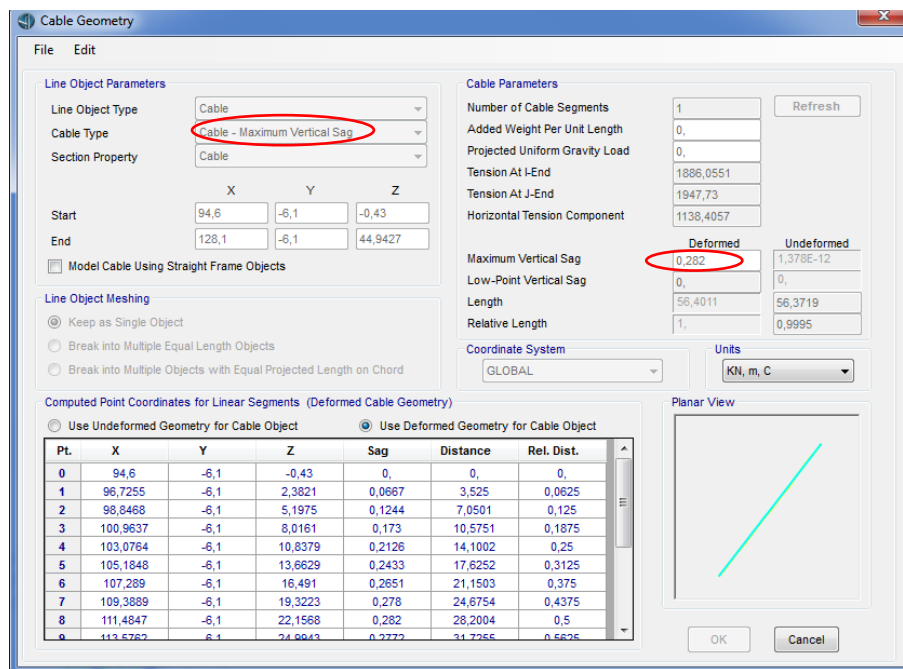 Cable Geometry
File Edit
Line Object Parameters
Line Object Type Cable
Cable Type Cable - Maximum Vertical Sag
Section Property Cable
X Y Z
Start 94,6 -6,1 -0,43
End 128,1 -6,1 44,9427
Model Cable Using Straight Frame Objects
Line Object Meshing
Keep as Single Object
Break into Multiple Equal Length Objects
Break into Multiple Objects with Equal Projected Length on Chord
Cable Parameters
Number of Cable Segments 1 Refresh
Added Weight Per Unit Length 0,
Projected Uniform Gravity Load 0,
Tension At I-End 1886,0551
Tension At J-End 1947,73
Horizontal Tension Component 1138,4057
Deformed Undeformed
Maximum Vertical Sag 0,282 1,378E-12
Low-Point Vertical Sag 0, 0,
Length 56,4011 56,3719
Relative Length 1, 0,9995
Coordinate System
GLOBAL
Units
KN, m, C
Computed Point Coordinates for Linear Segments (Deformed Cable Geometry)
Use Undeformed Geometry for Cable Object Use Deformed Geometry for Cable Object
Pt. X Y Z Sag Distance Rel. Dist.
0 94,6 -6,1 -0,43 0, 0, 0,
1 96,7255 -6,1 2,3821 0,0667 3,525 0,0625
2 98,8468 -6,1 5,1975 0,1244 7,0501 0,125
3 100,9637 -6,1 8,0161 0,173 10,5751 0,1875
4 103,0764 -6,1 10,8379 0,2126 14,1002 0,25
5 105,1848 -6,1 13,6629 0,2433 17,6252 0,3125
6 107,289 -6,1 16,491 0,2651 21,1503 0,375
7 109,3889 -6,1 19,3223 0,278 24,6754 0,4375
8 111,4847 -6,1 22,1568 0,282 28,2004 0,5
9 113,5762 -6,1 24,9943 0,2772 31,7255 0,5625
Planar View
OK Cancel